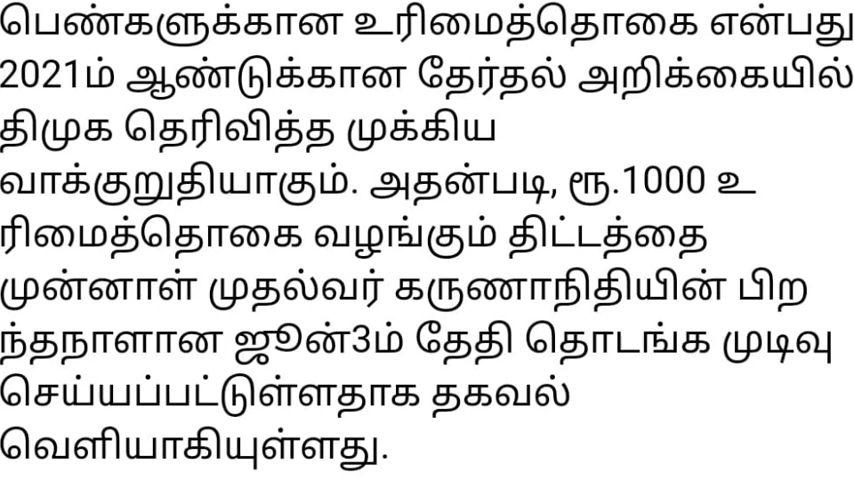 பெண்களுக்கான உரிமைத்தொகை என்பது
2021ம் ஆண்டுக்கான தேர்தல் அறிக்கையில்
திமுக தெரிவித்த முக்கிய
வாக்குறுதியாகும். அதன்படி, ரூ.1000 உ
ரிமைத்தொகை வழங்கும் திட்டத்தை
முன்னாள் முதல்வர் கருணாநிதியின் பிற
ந்தநாளான ஜூன்3ம் தேதி தொடங்க முடிவு
செய்யப்பட்டுள்ளதாக தகவல்
வெளியாகியுள்ளது.